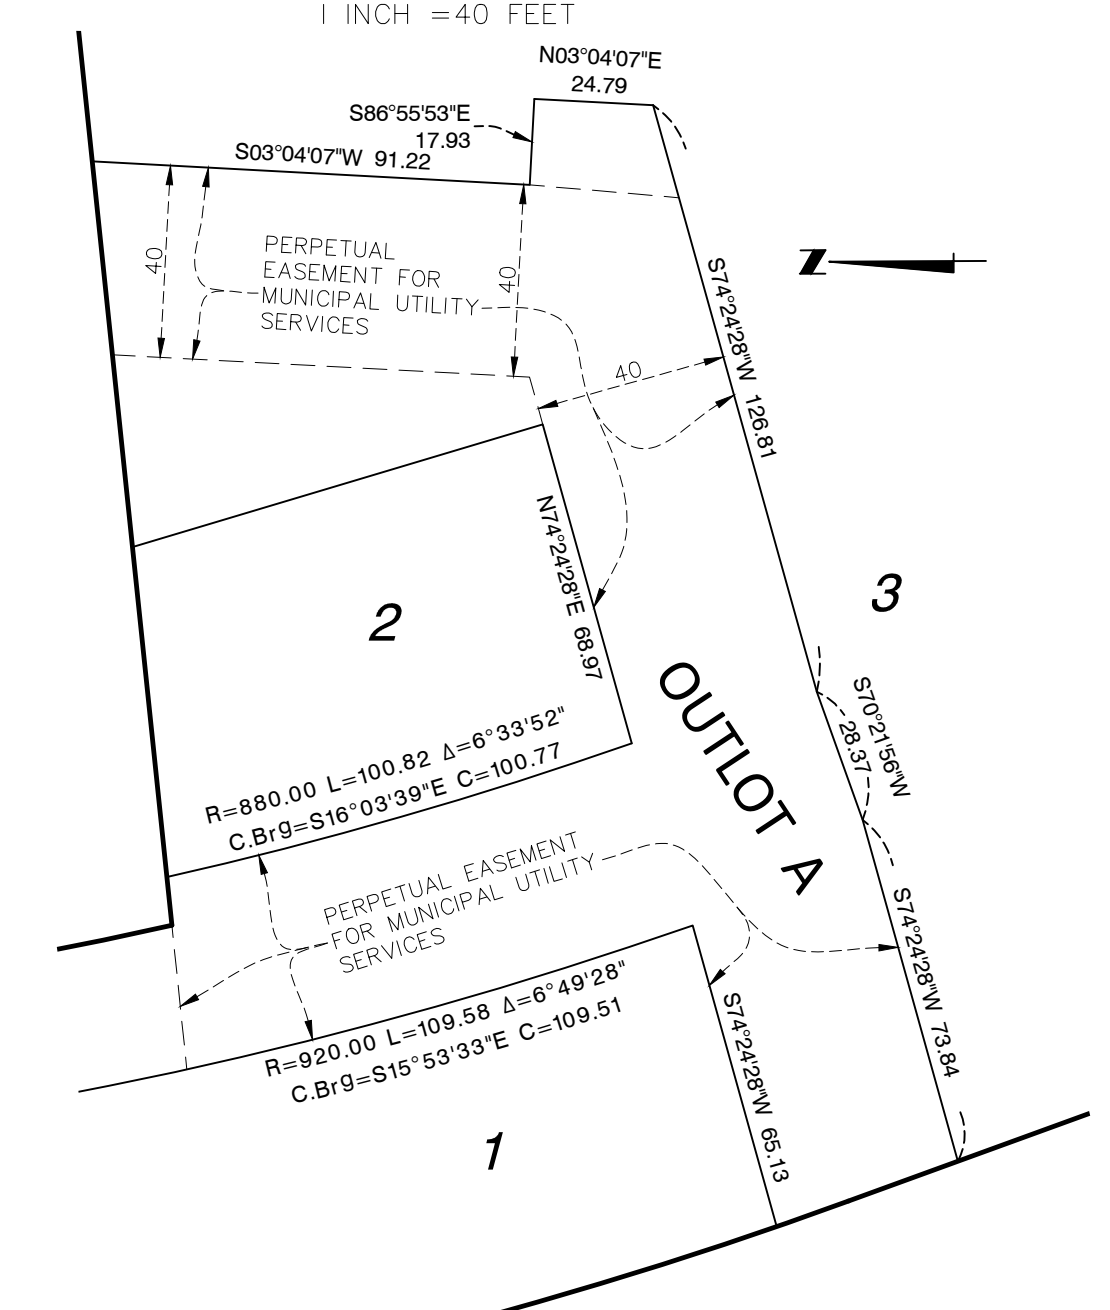 1 INCH =40 FEET
N03°04'07"E
24.79
S86°55'53"E
17.93
S03°04'07"W 91.22
40
PERPETUAL
EASEMENT FOR
MUNICIPAL UTILITY
SERVICES
40
40
S74°24'28"W 126.81
N
N74°24'28"E 68.97
2
3
OUTLOT A
S70°21'56"W
28.37
R=880.00 L=100.82 Δ=6°33'52"
C.Brg=S16°03'39"E C=100.77
PERPETUAL EASEMENT
FOR MUNICIPAL UTILITY
SERVICES
S74°24'28"W 73.84
R=920.00 L=109.58 Δ=6°49'28"
C.Brg=S15°53'33"E C=109.51
S74°24'28"W 65.13
1